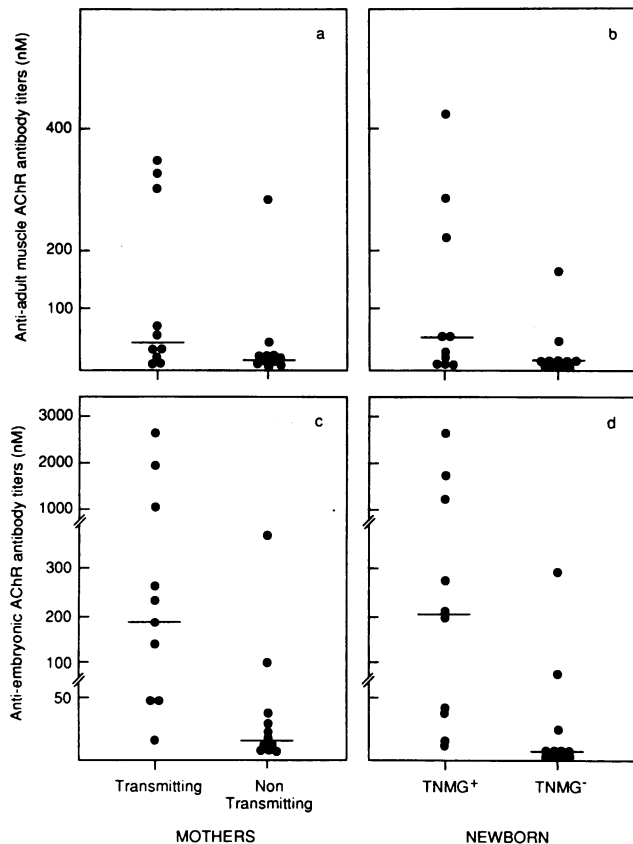 a
b
Anti-adult muscle AChR antibody titers (nM)
400
200
100
c
d
Anti-embryonic AChR antibody titers (nM)
3000
2000
1000
300
200
100
50
Transmitting
Non
Transmitting
TNMG+
TNMG-
MOTHERS
NEWBORN